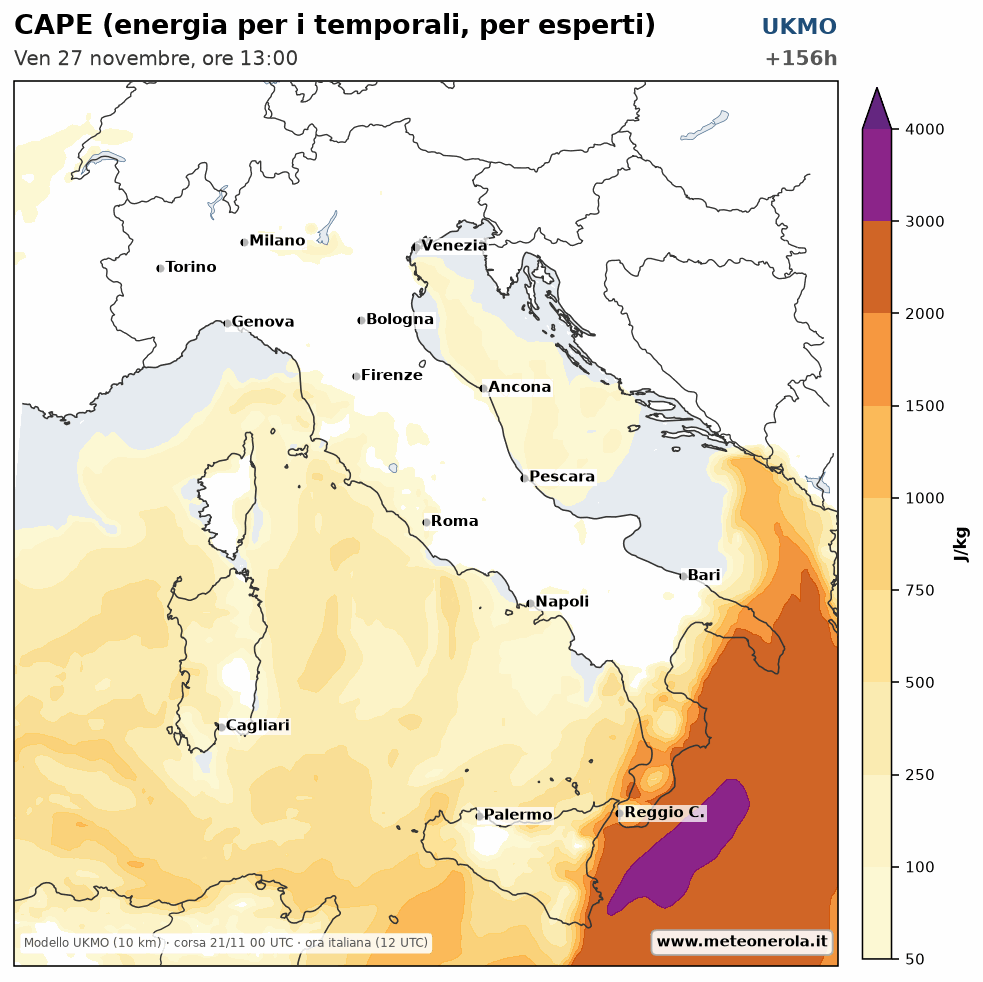 CAPE (energia per i temporali, per esperti)
UKMO
Ven 27 novembre, ore 13:00
+156h
4000
3000
2000
1500
1000
750
500
250
100
50
J/kg
Milano
Venezia
Torino
Genova
Bologna
Firenze
Ancona
Pescara
Roma
Bari
Napoli
Cagliari
Palermo
Reggio C.
Modello UKMO (10 km) · corsa 21/11 00 UTC · ora italiana (12 UTC)
www.meteonerola.it